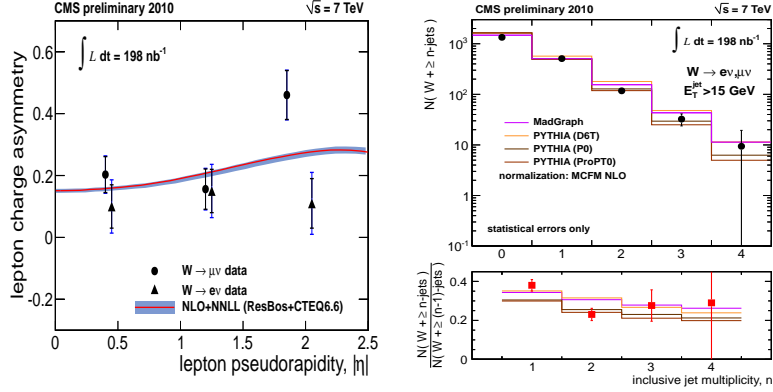 CMS preliminary 2010
√s = 7 TeV
∫ L dt = 198 nb⁻¹
lepton charge asymmetry
0.6
0.4
0.2
0
-0.2
W → μν data
W → eν data
NLO+NNLL (ResBos+CTEQ6.6)
0 0.5 1 1.5 2 2.5
lepton pseudorapidity, |η|
CMS preliminary 2010
√s = 7 TeV
N( W + ≥ n-jets)
10³
10²
10
1
10⁻¹
∫ L dt = 198 nb⁻¹
W → eν,μν
E_T^jet>15 GeV
MadGraph
PYTHIA (D6T)
PYTHIA (P0)
PYTHIA (ProPT0)
normalization: MCFM NLO
statistical errors only
0 1 2 3 4
N( W + ≥ n-jets)
N( W + ≥ (n-1)-jets)
0.4
0.2
0
1 2 3 4
inclusive jet multiplicity, n